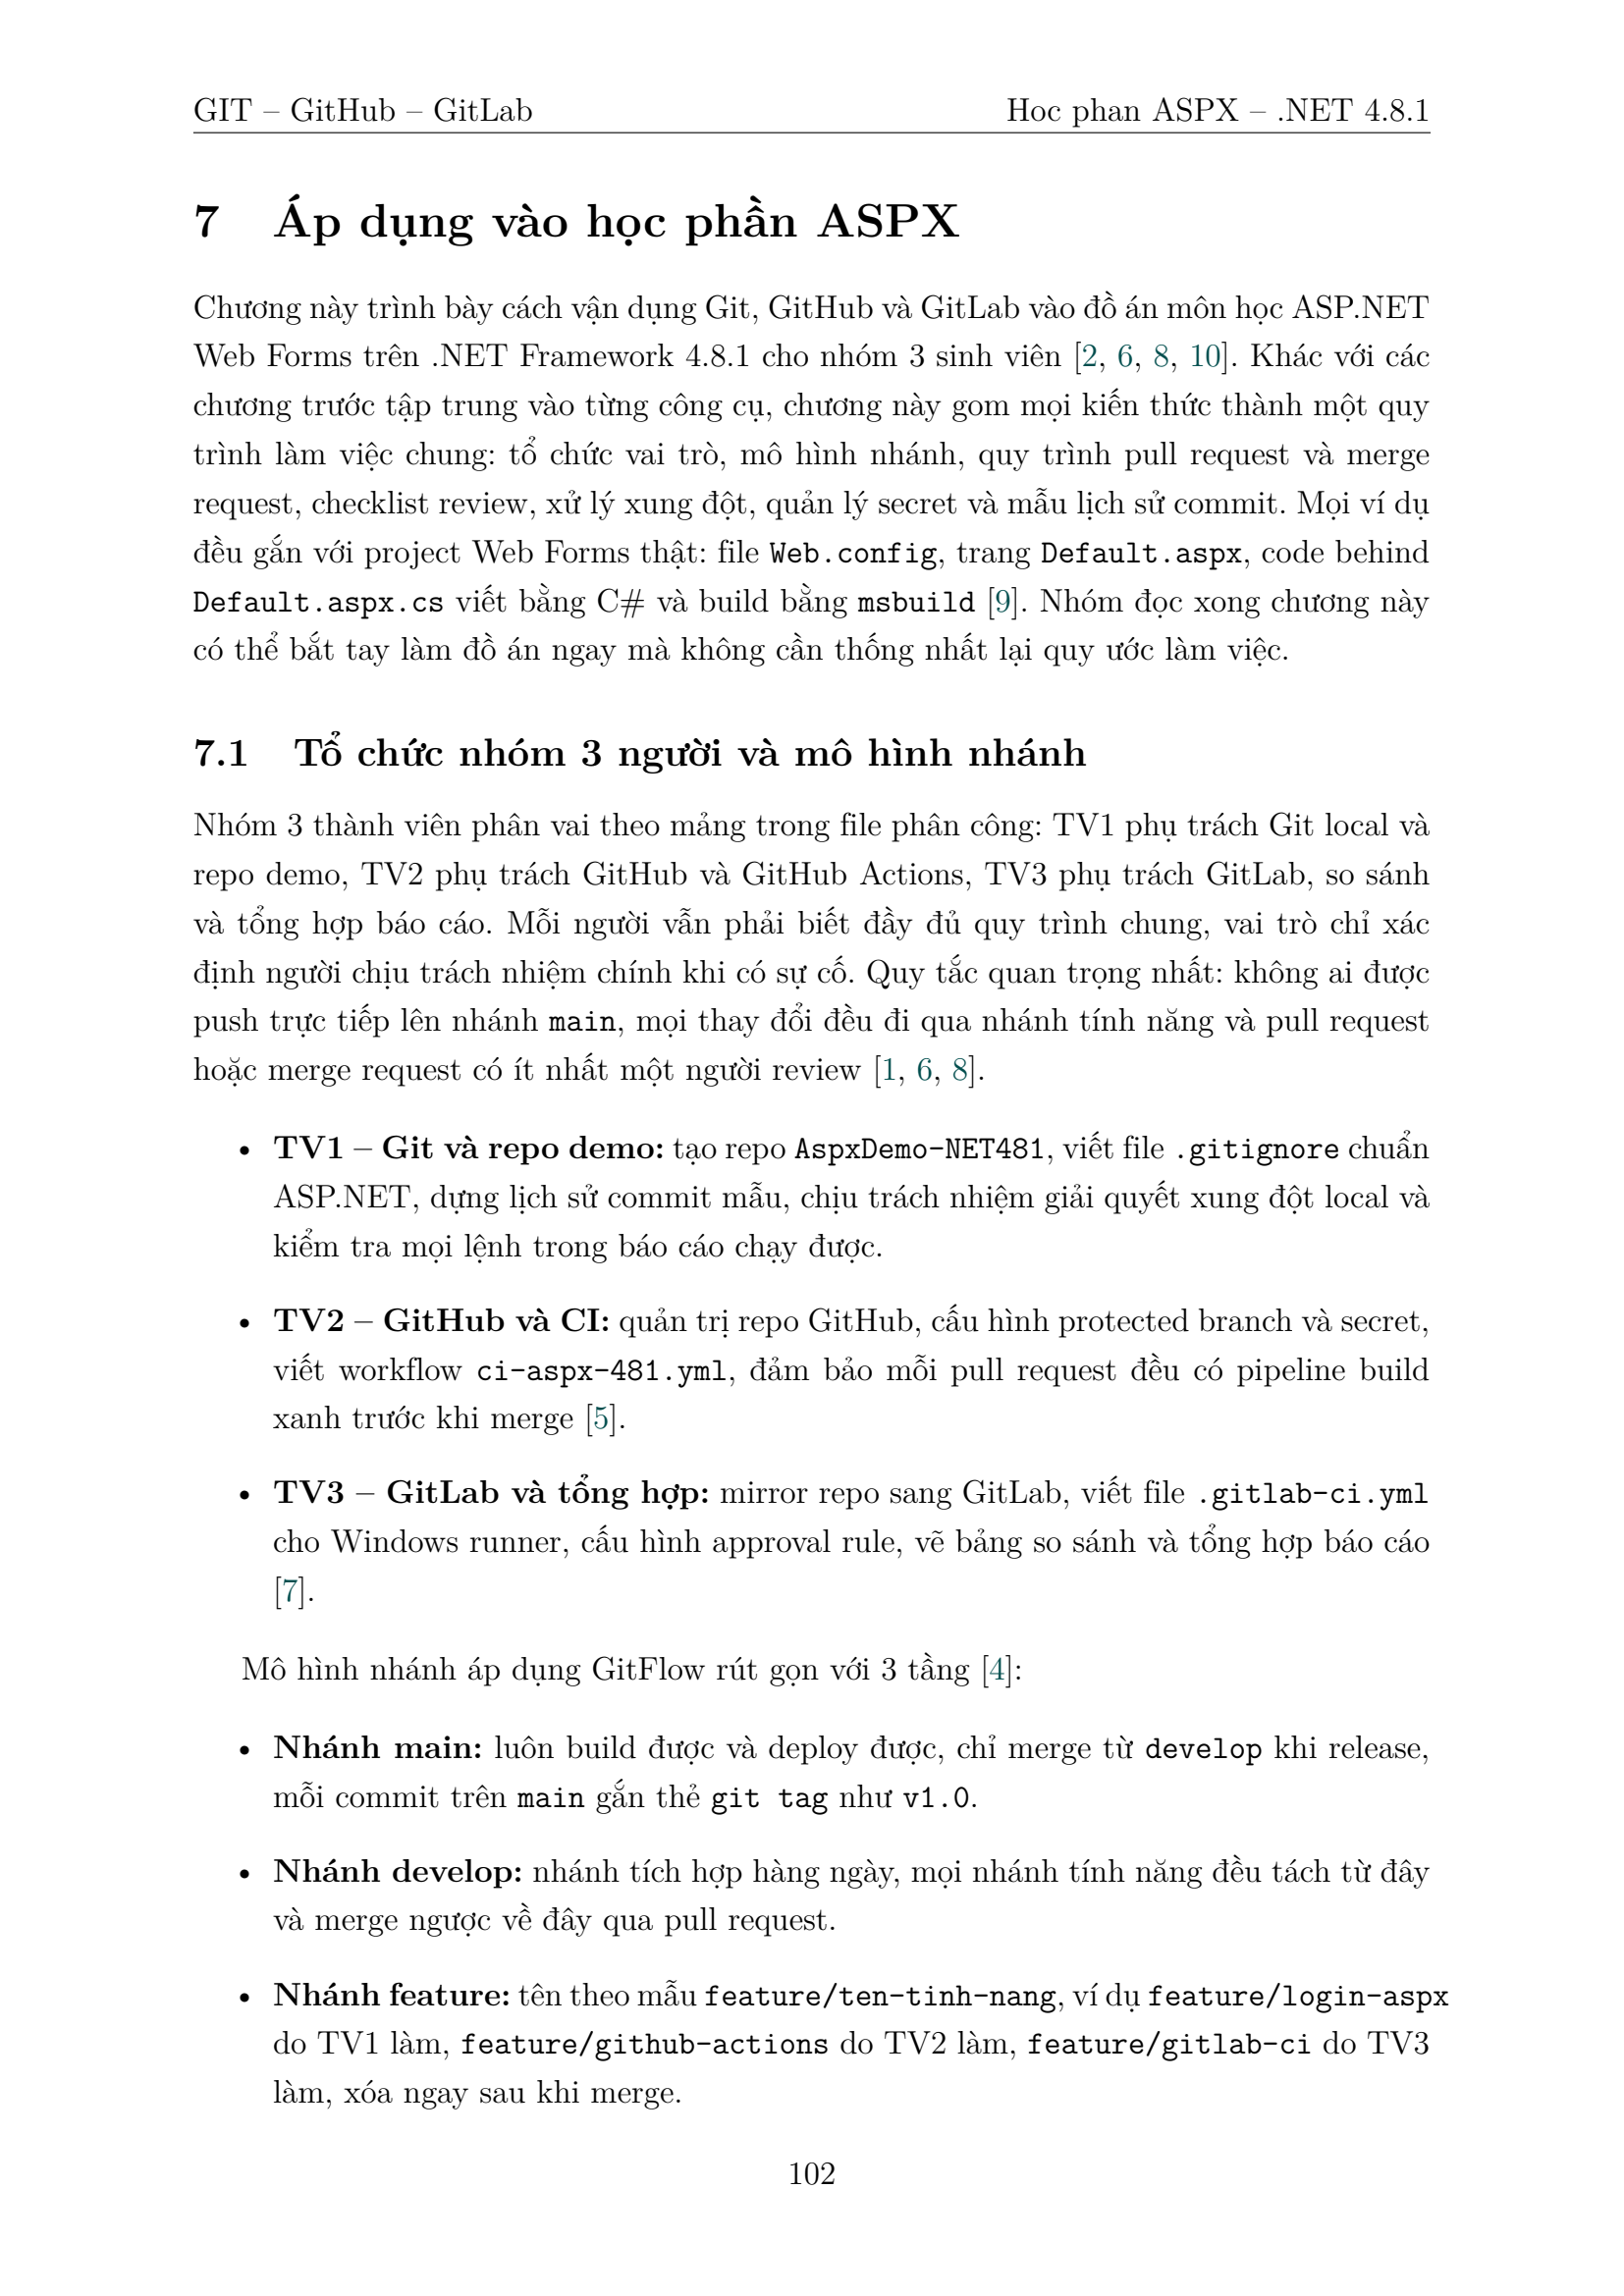 GIT – GitHub – GitLab
Hoc phan ASPX – .NET 4.8.1
7 Áp dụng vào học phần ASPX
Chương này trình bày cách vận dụng Git, GitHub và GitLab vào đồ án môn học ASP.NET
Web Forms trên .NET Framework 4.8.1 cho nhóm 3 sinh viên [2, 6, 8, 10]. Khác với các
chương trước tập trung vào từng công cụ, chương này gom mọi kiến thức thành một quy
trình làm việc chung: tổ chức vai trò, mô hình nhánh, quy trình pull request và merge
request, checklist review, xử lý xung đột, quản lý secret và mẫu lịch sử commit. Mọi ví dụ
đều gắn với project Web Forms thật: file Web.config, trang Default.aspx, code behind
Default.aspx.cs viết bằng C# và build bằng msbuild [9]. Nhóm đọc xong chương này
có thể bắt tay làm đồ án ngay mà không cần thống nhất lại quy ước làm việc.
7.1 Tổ chức nhóm 3 người và mô hình nhánh
Nhóm 3 thành viên phân vai theo mảng trong file phân công: TV1 phụ trách Git local và
repo demo, TV2 phụ trách GitHub và GitHub Actions, TV3 phụ trách GitLab, so sánh
và tổng hợp báo cáo. Mỗi người vẫn phải biết đầy đủ quy trình chung, vai trò chỉ xác
định người chịu trách nhiệm chính khi có sự cố. Quy tắc quan trọng nhất: không ai được
push trực tiếp lên nhánh main, mọi thay đổi đều đi qua nhánh tính năng và pull request
hoặc merge request có ít nhất một người review [1, 6, 8].
• TV1 – Git và repo demo: tạo repo AspxDemo-NET481, viết file .gitignore chuẩn
ASP.NET, dựng lịch sử commit mẫu, chịu trách nhiệm giải quyết xung đột local và
kiểm tra mọi lệnh trong báo cáo chạy được.
• TV2 – GitHub và CI: quản trị repo GitHub, cấu hình protected branch và secret,
viết workflow ci-aspx-481.yml, đảm bảo mỗi pull request đều có pipeline build
xanh trước khi merge [5].
• TV3 – GitLab và tổng hợp: mirror repo sang GitLab, viết file .gitlab-ci.yml
cho Windows runner, cấu hình approval rule, vẽ bảng so sánh và tổng hợp báo cáo
[7].
Mô hình nhánh áp dụng GitFlow rút gọn với 3 tầng [4]:
• Nhánh main: luôn build được và deploy được, chỉ merge từ develop khi release,
mỗi commit trên main gắn thẻ git tag như v1.0.
• Nhánh develop: nhánh tích hợp hàng ngày, mọi nhánh tính năng đều tách từ đây
và merge ngược về đây qua pull request.
• Nhánh feature: tên theo mẫu feature/ten-tinh-nang, ví dụ feature/login-aspx
do TV1 làm, feature/github-actions do TV2 làm, feature/gitlab-ci do TV3
làm, xóa ngay sau khi merge.
102